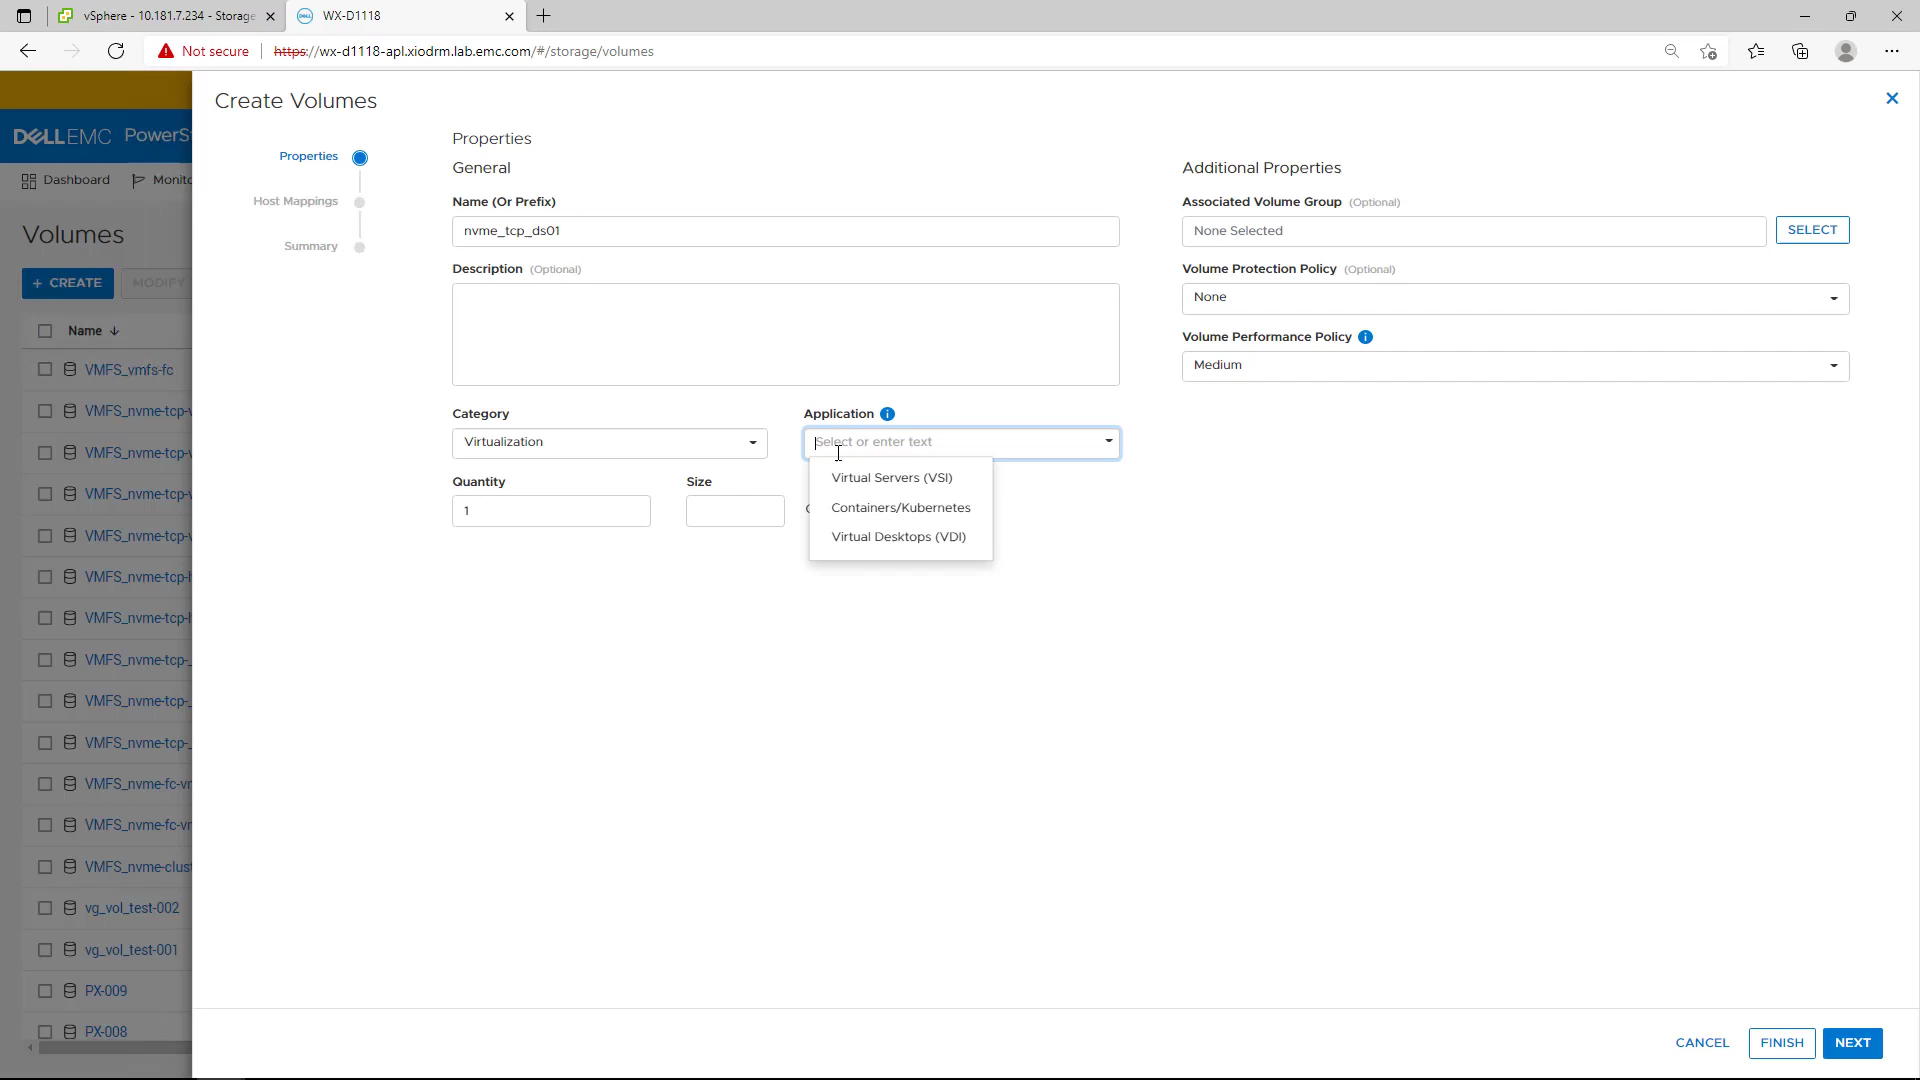 vSphere - 10.181.7.234 - Storage
WX-D1118
Not secure
https://wx-d1118-apl.xiodrm.lab.emc.com/#/storage/volumes
DELLEMC PowerSt
Dashboard
Monito
Volumes
+ CREATE
MODIFY
Name
VMFS_vmfs-fc
VMFS_nvme-tcp-v
VMFS_nvme-tcp-v
VMFS_nvme-tcp-v
VMFS_nvme-tcp-v
VMFS_nvme-tcp-l
VMFS_nvme-tcp-l
VMFS_nvme-tcp-_
VMFS_nvme-tcp-_
VMFS_nvme-tcp-_
VMFS_nvme-fc-vr
VMFS_nvme-fc-vr
VMFS_nvme-clust
vg_vol_test-002
vg_vol_test-001
PX-009
PX-008
Create Volumes
Properties
Host Mappings
Summary
Properties
General
Name (Or Prefix)
nvme_tcp_ds01
Description (Optional)
Category
Virtualization
Application
Select or enter text
Virtual Servers (VSI)
Containers/Kubernetes
Virtual Desktops (VDI)
Quantity
1
Size
Additional Properties
Associated Volume Group (Optional)
None Selected
SELECT
Volume Protection Policy (Optional)
None
Volume Performance Policy
Medium
CANCEL
FINISH
NEXT